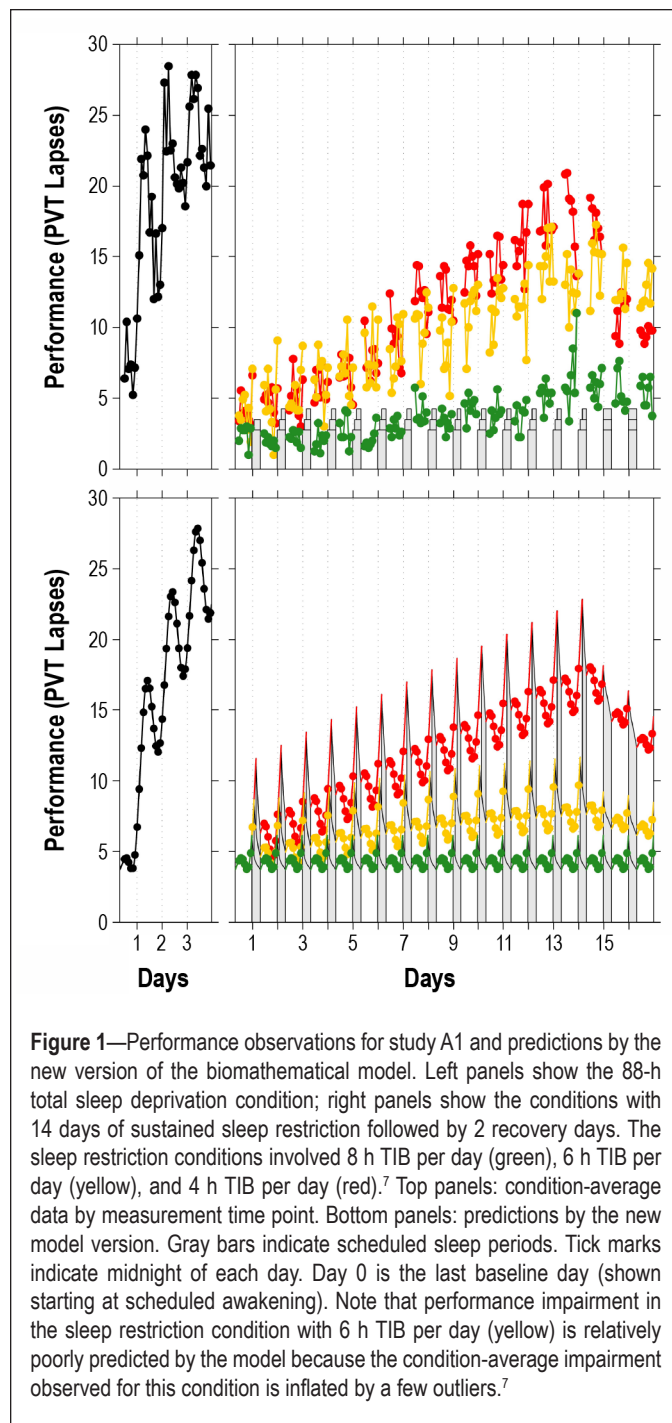 Performance (PVT Lapses)
30
25
20
15
10
5
0
Performance (PVT Lapses)
30
25
20
15
10
5
0
1 2 3
1 3 5 7 9 11 13 15
Days
Days
Figure 1—Performance observations for study A1 and predictions by the
new version of the biomathematical model. Left panels show the 88-h
total sleep deprivation condition; right panels show the conditions with
14 days of sustained sleep restriction followed by 2 recovery days. The
sleep restriction conditions involved 8 h TIB per day (green), 6 h TIB per
day (yellow), and 4 h TIB per day (red).7 Top panels: condition-average
data by measurement time point. Bottom panels: predictions by the new
model version. Gray bars indicate scheduled sleep periods. Tick marks
indicate midnight of each day. Day 0 is the last baseline day (shown
starting at scheduled awakening). Note that performance impairment in
the sleep restriction condition with 6 h TIB per day (yellow) is relatively
poorly predicted by the model because the condition-average impairment
observed for this condition is inflated by a few outliers.7